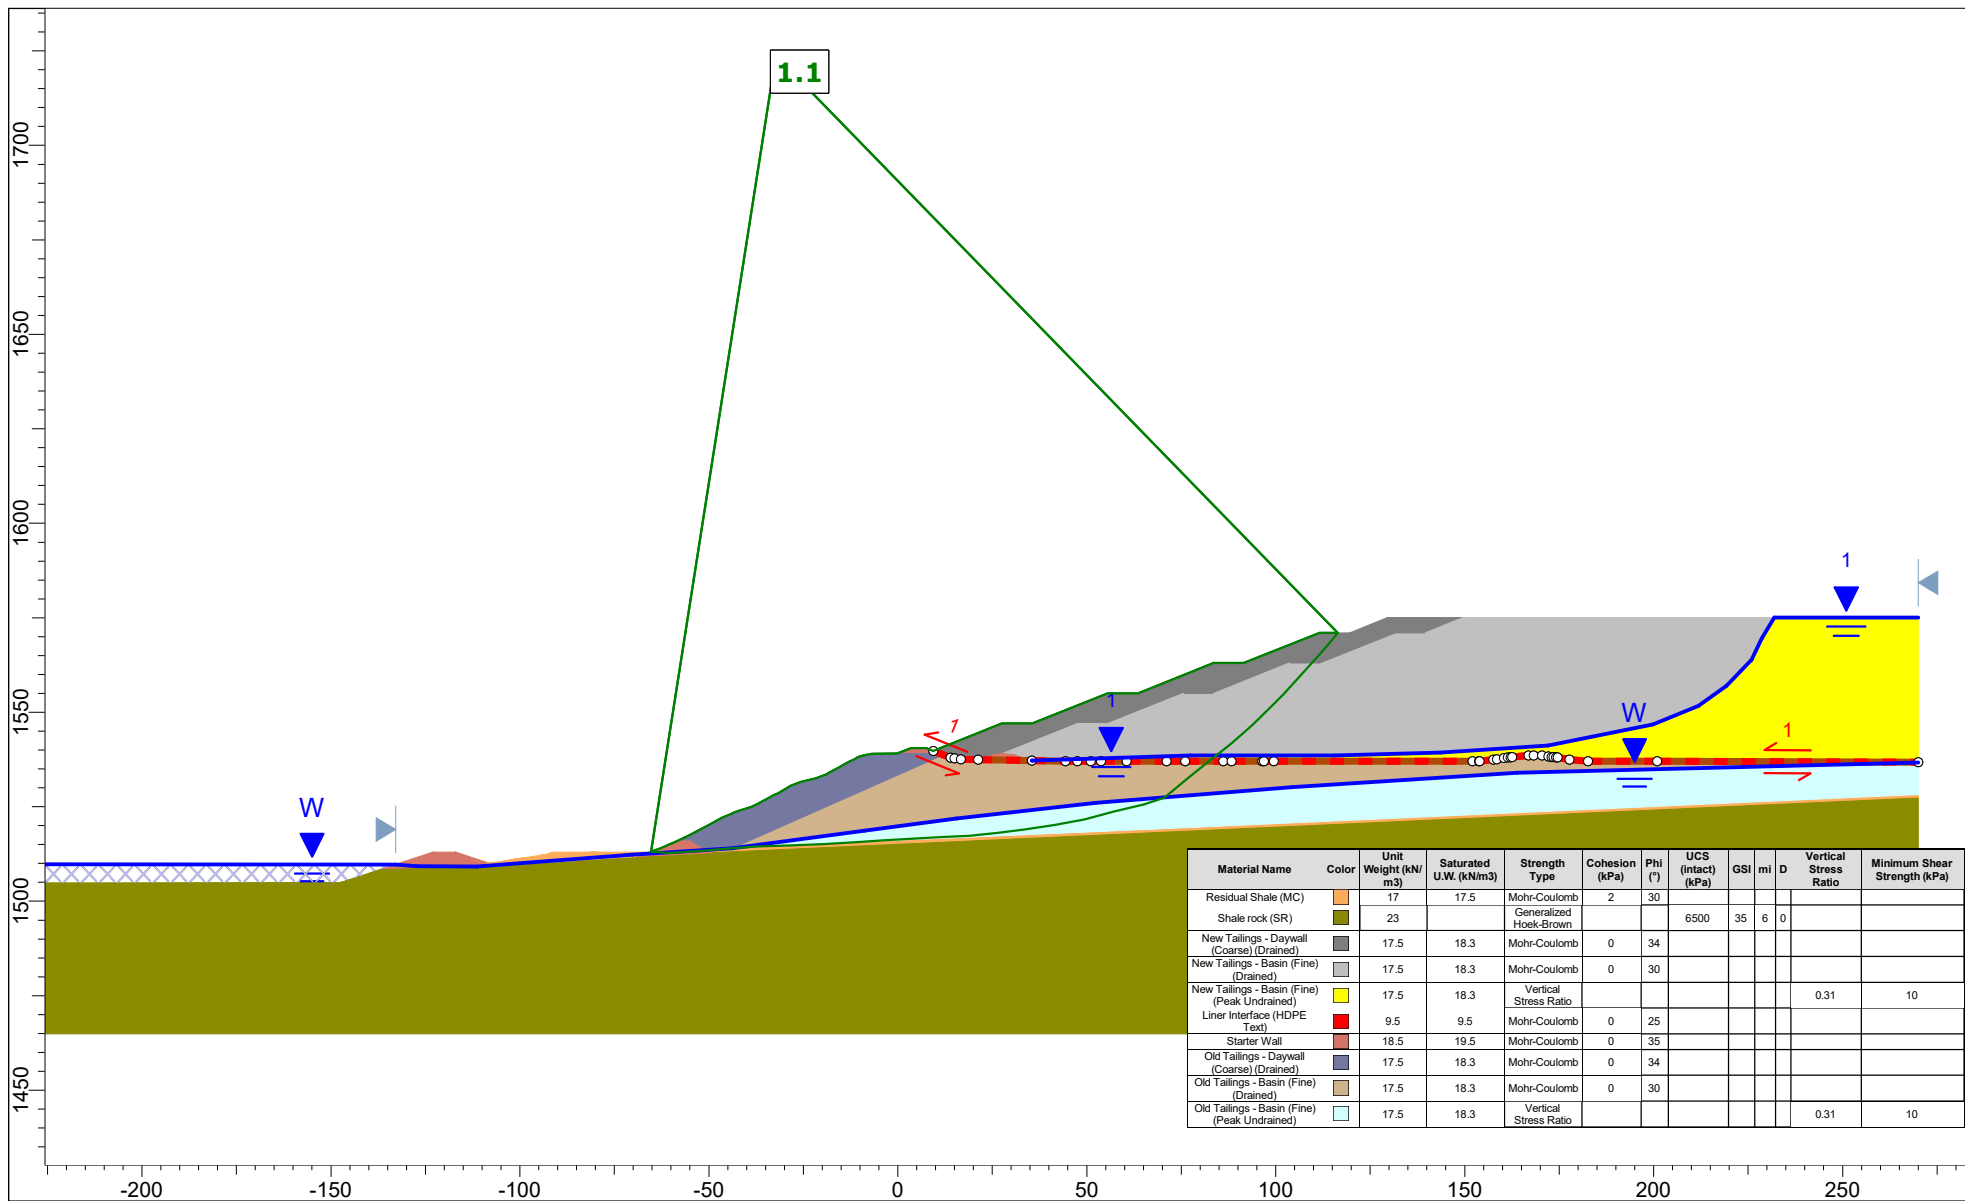 1.1
1700
1650
1600
1550
1500
1450
1
1
1
W
1
W
Material Name Color Unit Weight (kN/m3) Saturated U.W. (kN/m3) Strength Type Cohesion (kPa) Phi (°) UCS (intact) (kPa) GSI mi D Vertical Stress Ratio Minimum Shear Strength (kPa)
Residual Shale (MC) 17 17.5 Mohr-Coulomb 2 30
Shale rock (SR) 23 Generalized Hoek-Brown 6500 35 6 0
New Tailings - Daywall (Coarse) (Drained) 17.5 18.3 Mohr-Coulomb 0 34
New Tailings - Basin (Fine) (Drained) 17.5 18.3 Mohr-Coulomb 0 30
New Tailings - Basin (Fine) (Peak Undrained) 17.5 18.3 Vertical Stress Ratio 0.31 10
Liner Interface (HDPE Text) 9.5 9.5 Mohr-Coulomb 0 25
Starter Wall 18.5 19.5 Mohr-Coulomb 0 35
Old Tailings - Daywall (Coarse) (Drained) 17.5 18.3 Mohr-Coulomb 0 34
Old Tailings - Basin (Fine) (Drained) 17.5 18.3 Mohr-Coulomb 0 30
Old Tailings - Basin (Fine) (Peak Undrained) 17.5 18.3 Vertical Stress Ratio 0.31 10
-200 -150 -100 -50 0 50 100 150 200 250